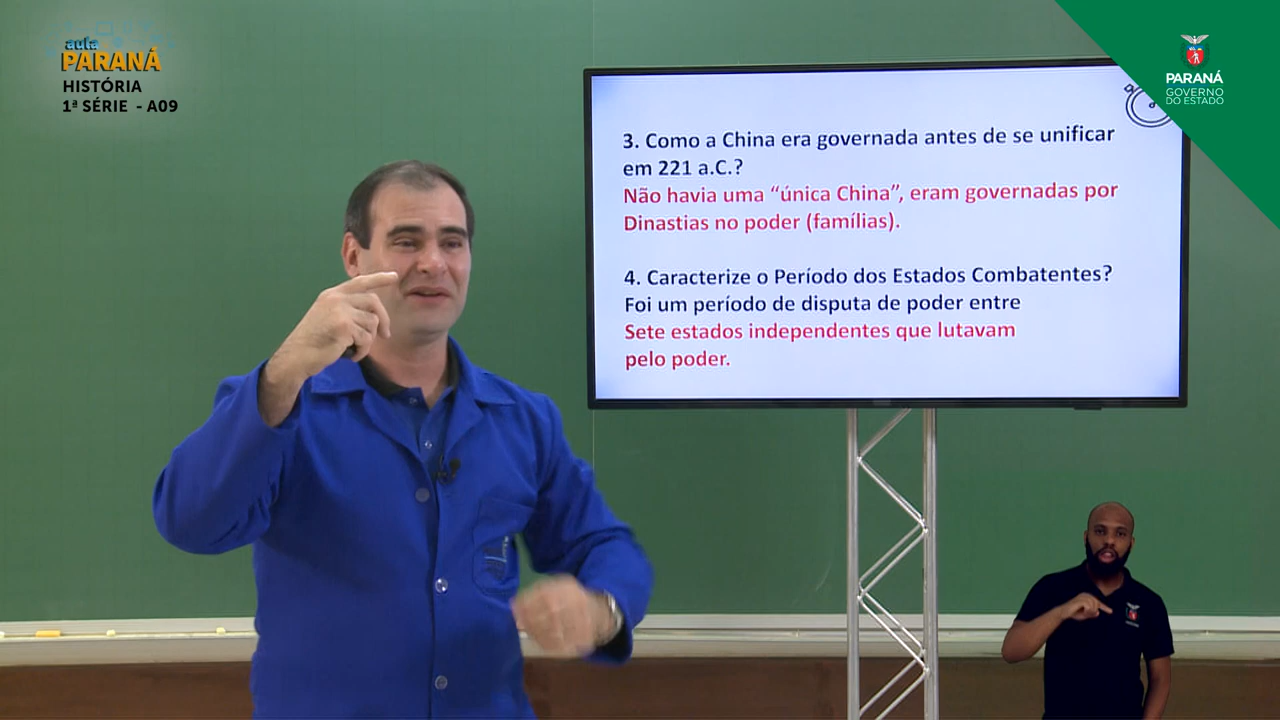 aula
PARANÁ
HISTÓRIA
1ª SÉRIE - A09
PARANÁ
GOVERNO
DO ESTADO
3. Como a China era governada antes de se unificar
em 221 a.C.?
Não havia uma “única China”, eram governadas por
Dinastias no poder (famílias).
4. Caracterize o Período dos Estados Combatentes?
Foi um período de disputa de poder entre
Sete estados independentes que lutavam
pelo poder.